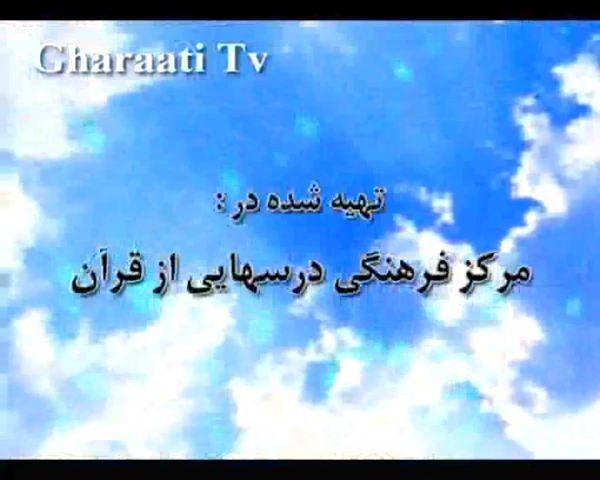 Gharaati Tv
تهیه شده در :
مرکز فرهنگی درسهایی از قرآن